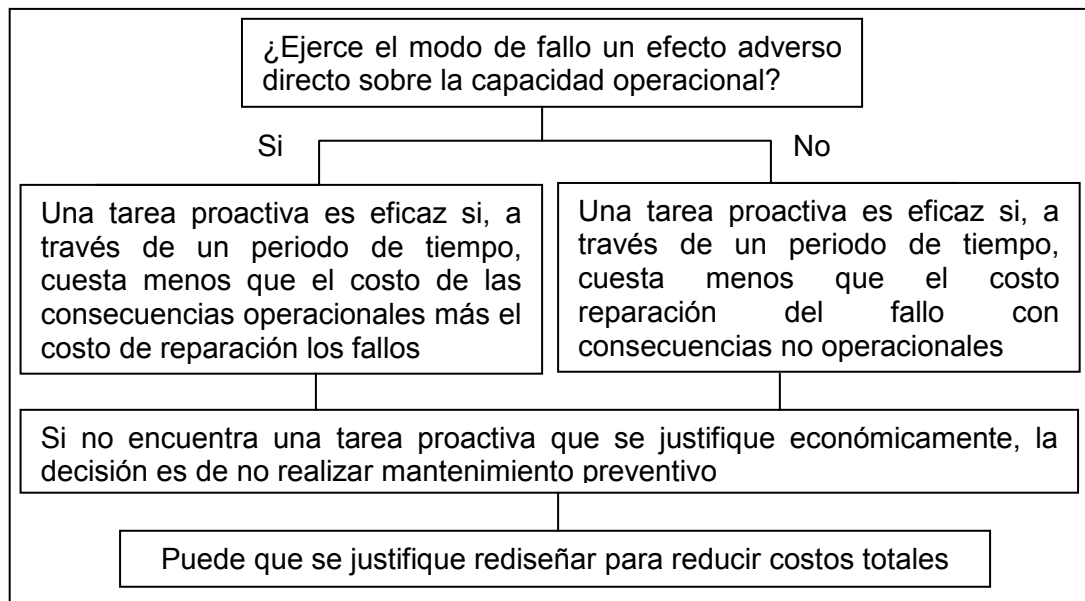 ¿Ejerce el modo de fallo un efecto adverso
directo sobre la capacidad operacional?
Si
No
Una tarea proactiva es eficaz si, a
través de un periodo de tiempo,
cuesta menos que el costo de las
consecuencias operacionales más el
costo de reparación los fallos
Una tarea proactiva es eficaz si, a
través de un periodo de tiempo,
cuesta menos que el costo
reparación del fallo con
consecuencias no operacionales
Si no encuentra una tarea proactiva que se justifique económicamente, la
decisión es de no realizar mantenimiento preventivo
Puede que se justifique rediseñar para reducir costos totales